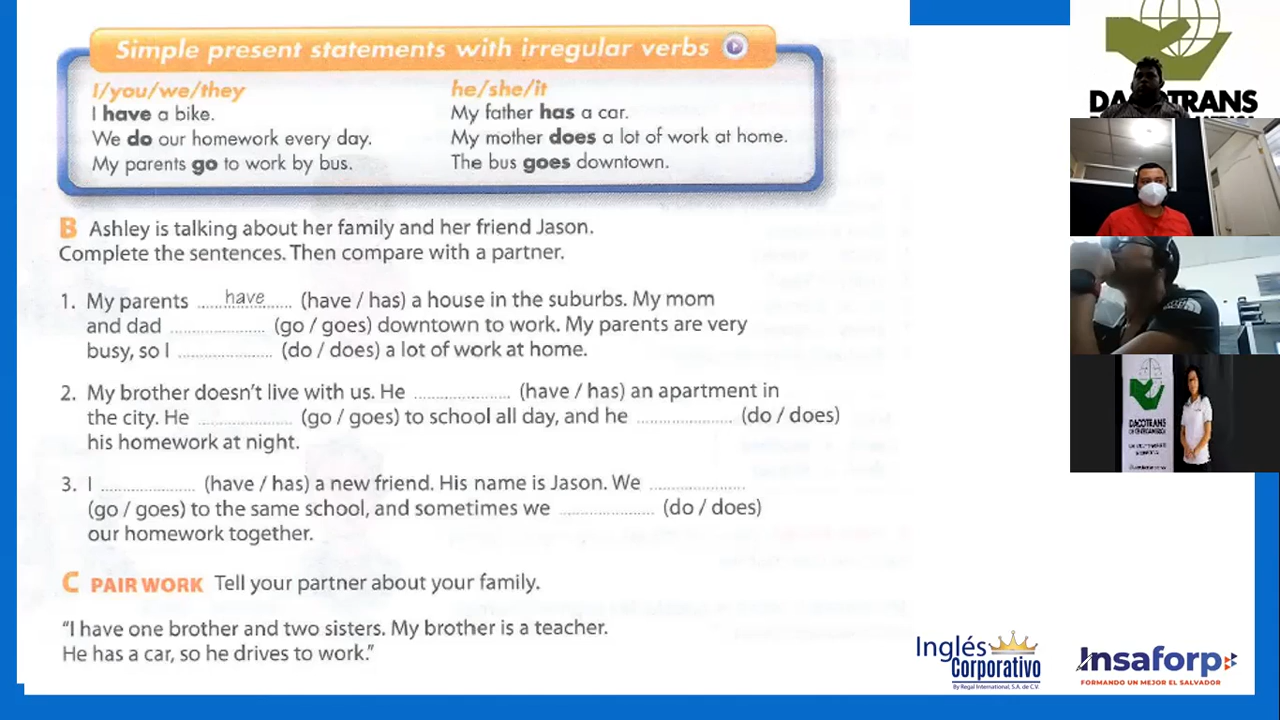 Simple present statements with irregular verbs
I/you/we/they
I have a bike.
We do our homework every day.
My parents go to work by bus.
he/she/it
My father has a car.
My mother does a lot of work at home.
The bus goes downtown.
B Ashley is talking about her family and her friend Jason.
Complete the sentences. Then compare with a partner.
1. My parents have (have / has) a house in the suburbs. My mom
and dad .................... (go / goes) downtown to work. My parents are very
busy, so I .................... (do / does) a lot of work at home.
2. My brother doesn't live with us. He .................... (have / has) an apartment in
the city. He .................... (go / goes) to school all day, and he .................... (do / does)
his homework at night.
3. I .................... (have / has) a new friend. His name is Jason. We ....................
(go / goes) to the same school, and sometimes we .................... (do / does)
our homework together.
C PAIR WORK Tell your partner about your family.
"I have one brother and two sisters. My brother is a teacher.
He has a car, so he drives to work."
DACOTRANS
DACOTRANS
Inglés
Corporativo
By Regal International, S.A. de C.V.
Insaforp
FORMANDO UN MEJOR EL SALVADOR